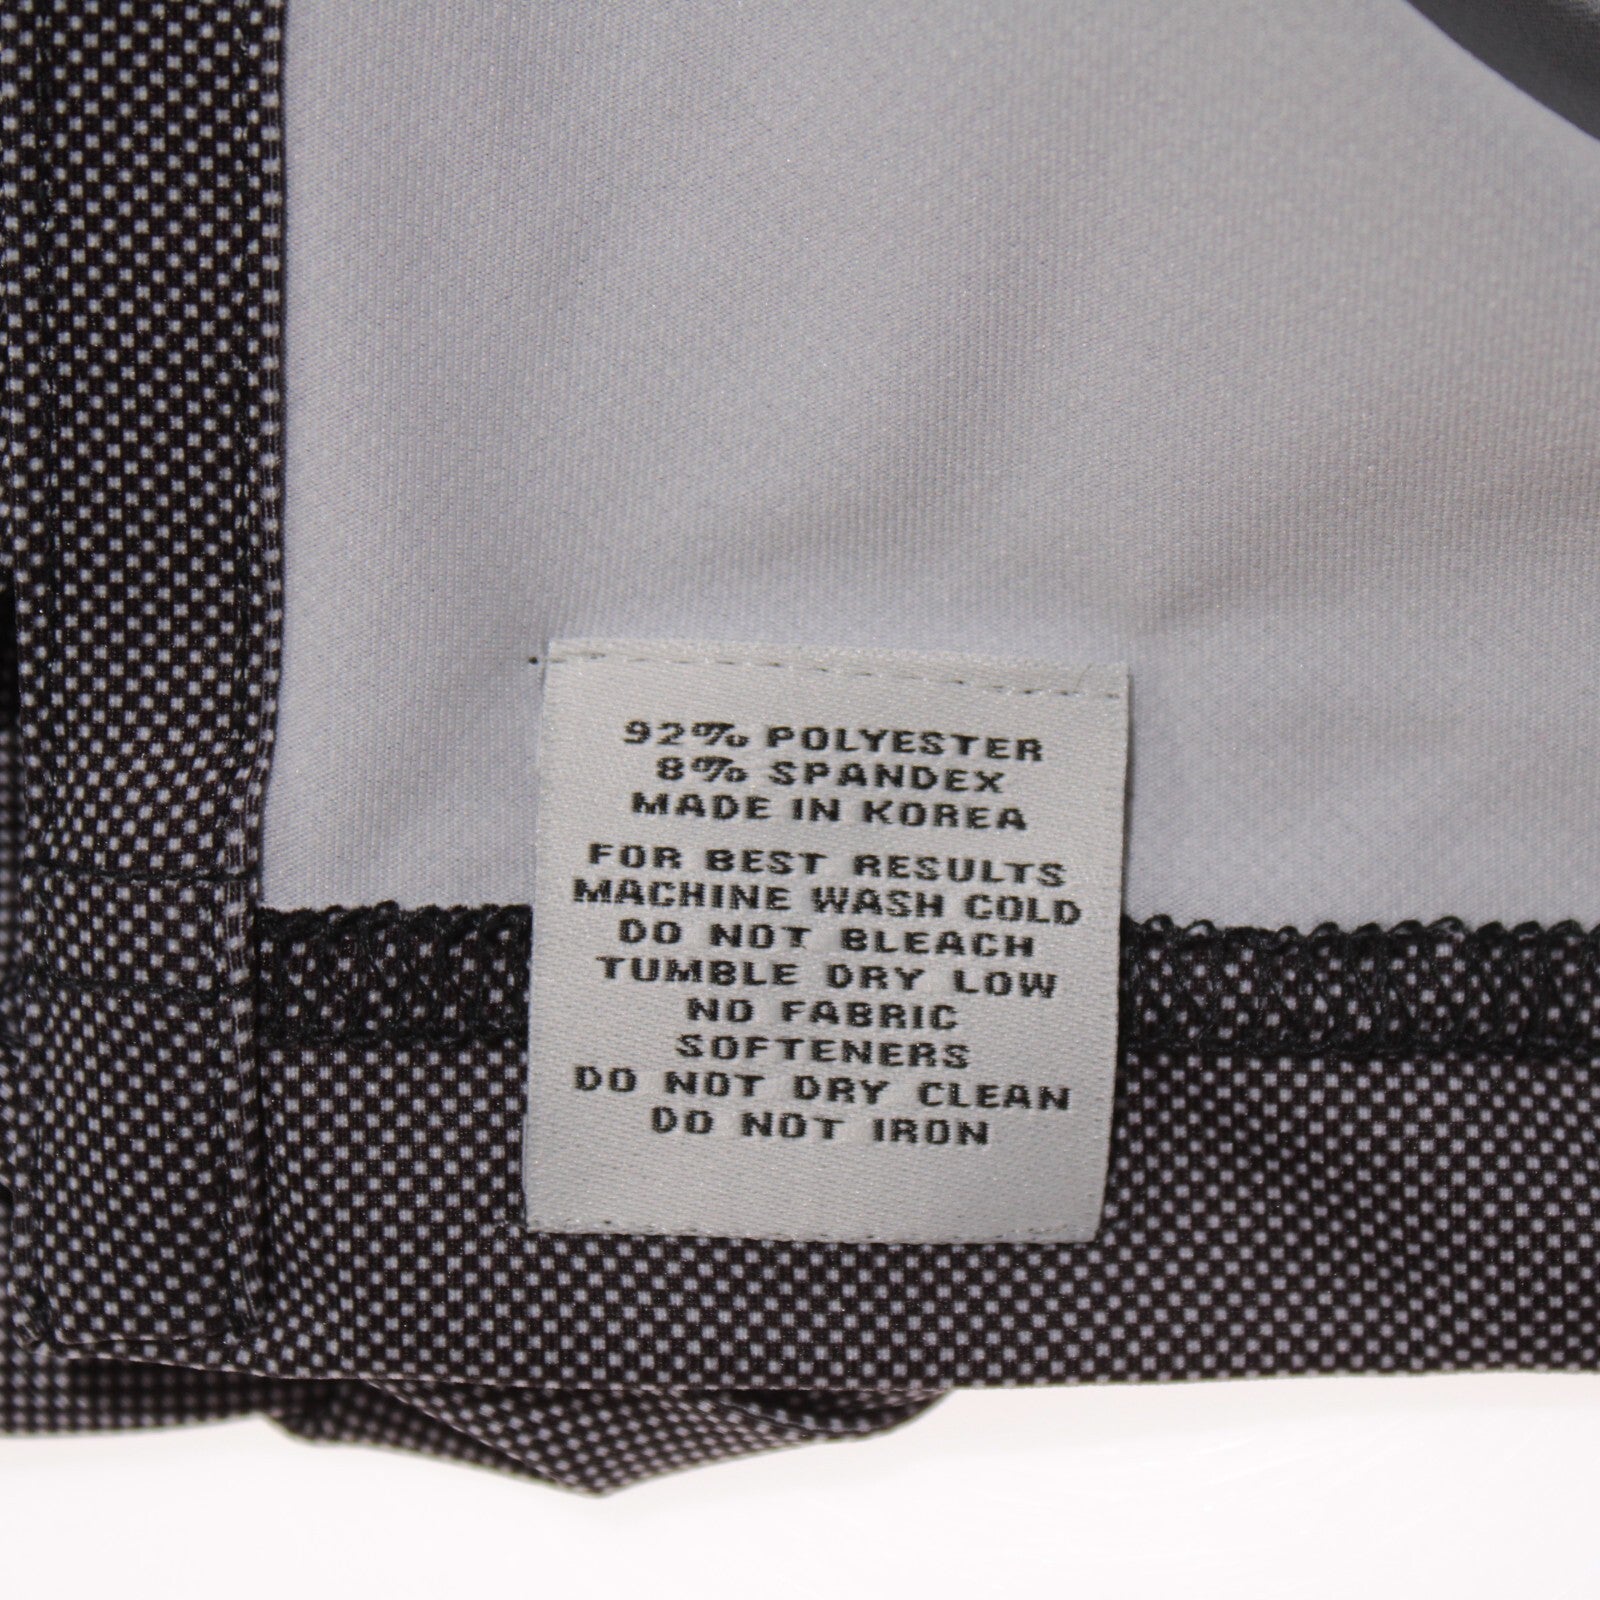 92% POLYESTER
8% SPANDEX
MADE IN KOREA
FOR BEST RESULTS
MACHINE WASH COLD
DO NOT BLEACH
TUMBLE DRY LOW
NO FABRIC
SOFTENERS
DO NOT DRY CLEAN
DO NOT IRON